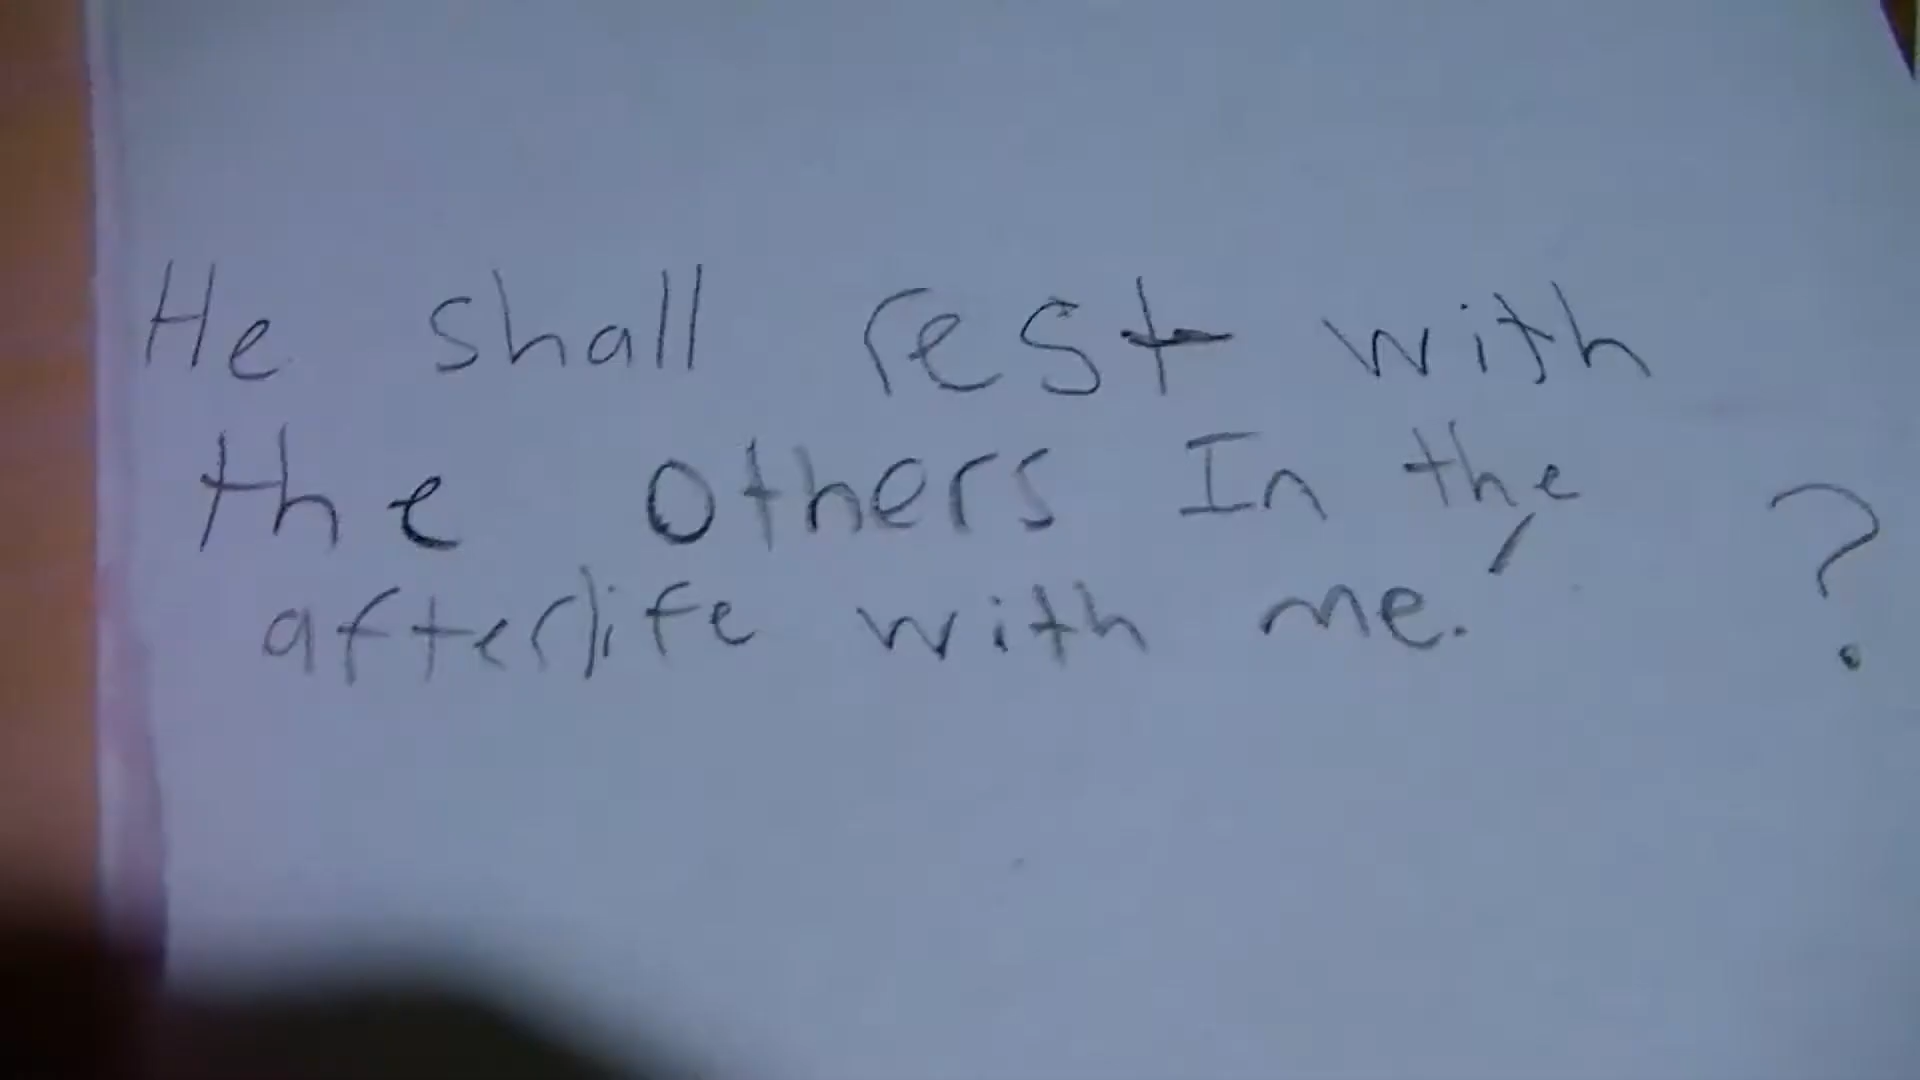 He shall rest with
the others In the
afterlife with me. ?